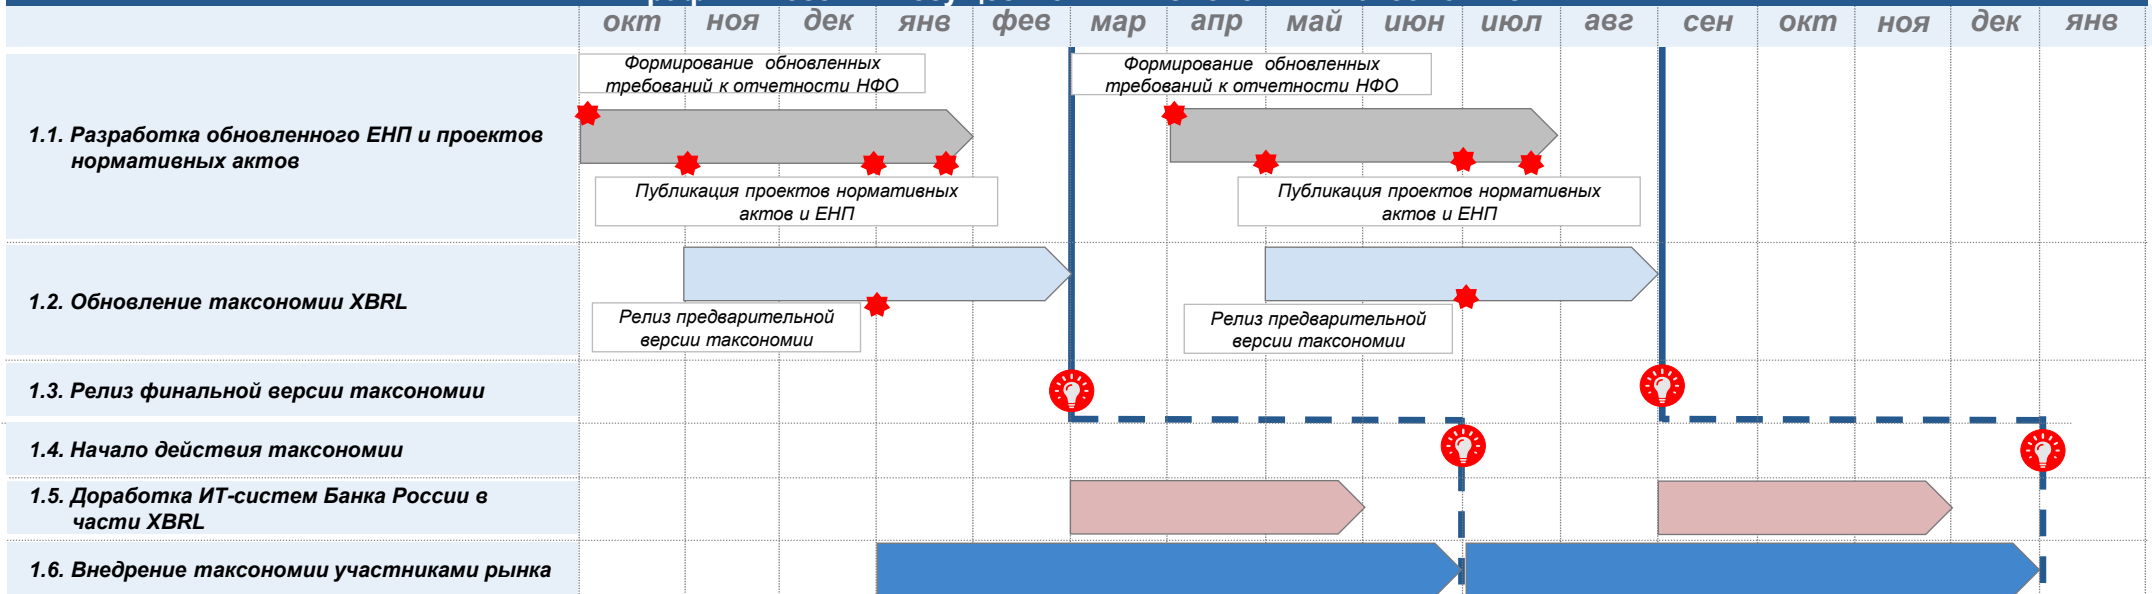 окт ноя дек янв фев мар апр май июн июл авг сен окт ноя дек янв
Формирование обновленных
требований к отчетности НФО
Формирование обновленных
требований к отчетности НФО
1.1. Разработка обновленного ЕНП и проектов
нормативных актов
Публикация проектов нормативных
актов и ЕНП
Публикация проектов нормативных
актов и ЕНП
1.2. Обновление таксономии XBRL
Релиз предварительной
версии таксономии
Релиз предварительной
версии таксономии
1.3. Релиз финальной версии таксономии
1.4. Начало действия таксономии
1.5. Доработка ИТ-систем Банка России в
части XBRL
1.6. Внедрение таксономии участниками рынка